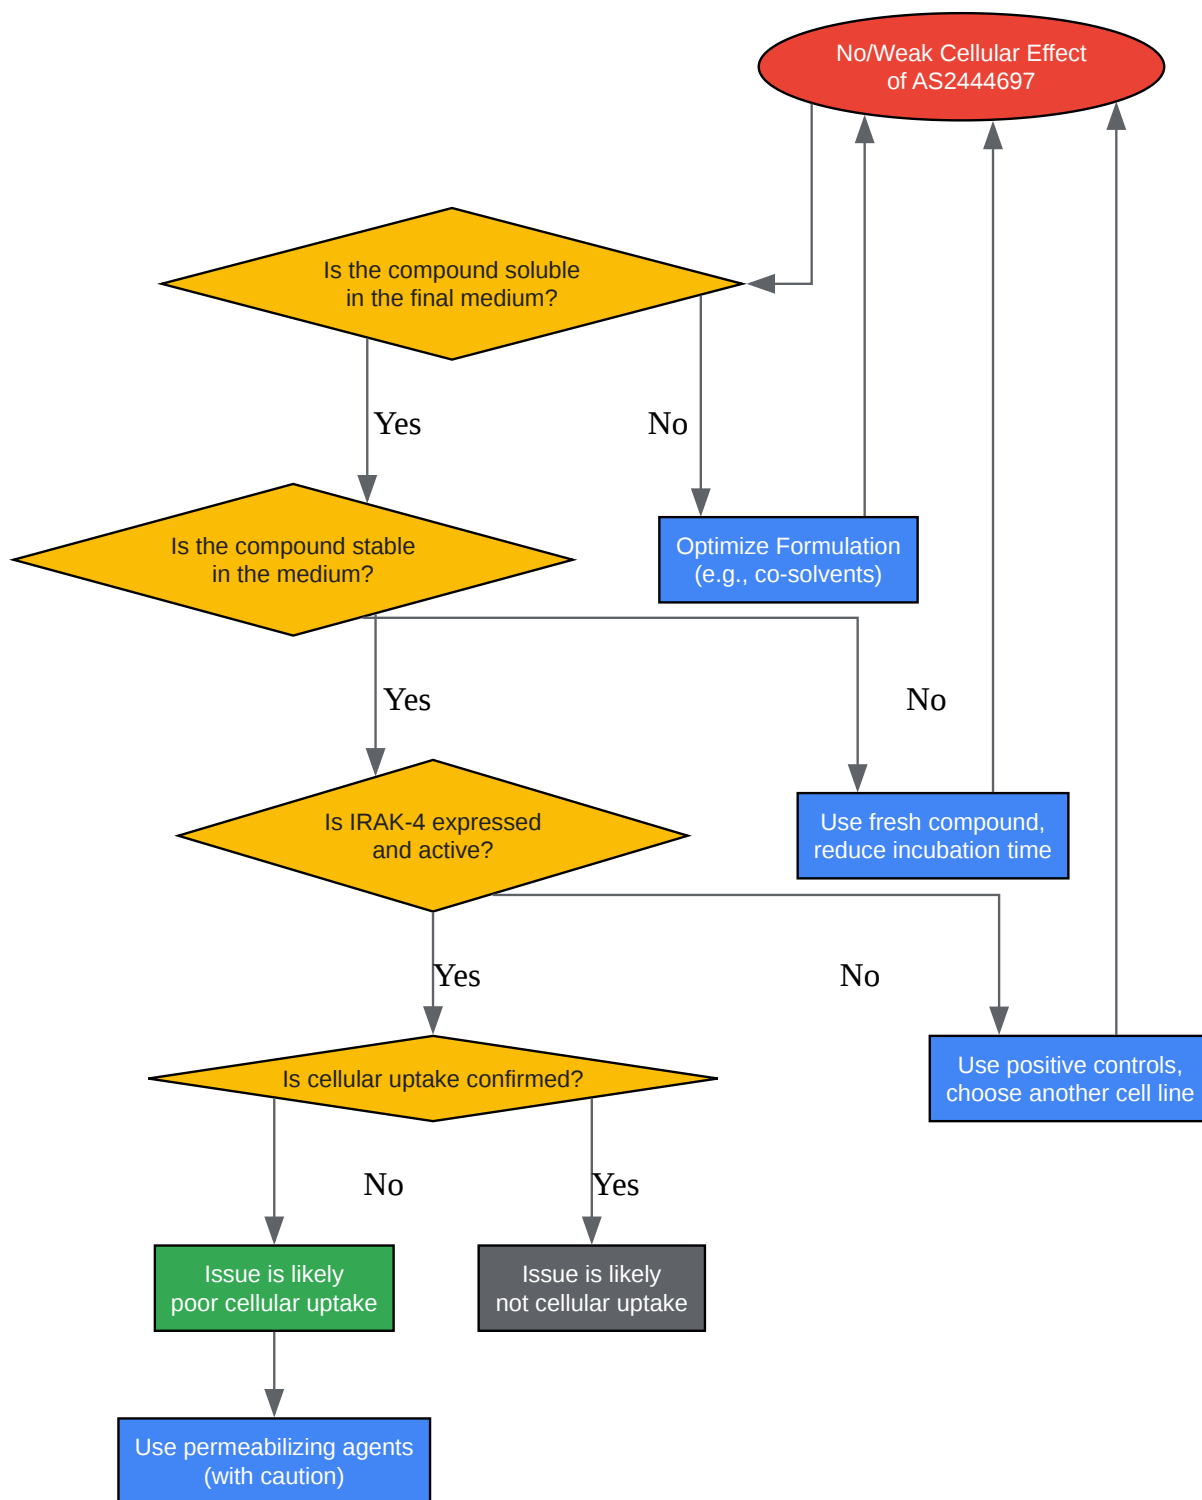 No/Weak Cellular Effect
of AS2444697
Is the compound soluble
in the final medium?
Yes
No
Is the compound stable
in the medium?
Optimize Formulation
(e.g., co-solvents)
Yes
No
Is IRAK-4 expressed
and active?
Use fresh compound,
reduce incubation time
Yes
No
Is cellular uptake confirmed?
Use positive controls,
choose another cell line
No
Yes
Issue is likely
poor cellular uptake
Issue is likely
not cellular uptake
Use permeabilizing agents
(with caution)